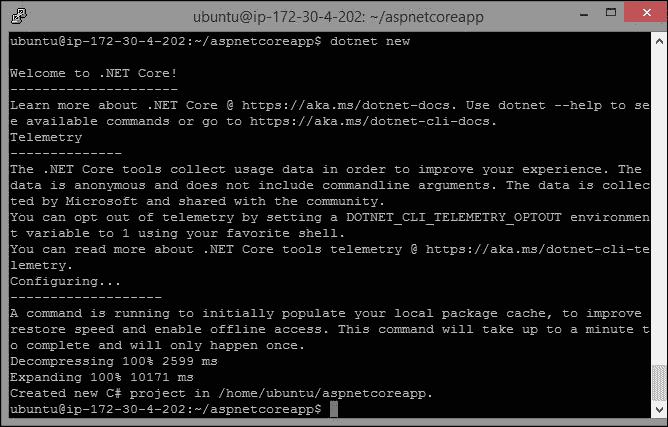 ubuntu@ip-172-30-4-202: ~/aspnetcoreapp
ubuntu@ip-172-30-4-202:~/aspnetcoreapp$ dotnet new
Welcome to .NET Core!
---------------------
Learn more about .NET Core @ https://aka.ms/dotnet-docs. Use dotnet --help to se
e available commands or go to https://aka.ms/dotnet-cli-docs.
Telemetry
--------------
The .NET Core tools collect usage data in order to improve your experience. The
data is anonymous and does not include commandline arguments. The data is collec
ted by Microsoft and shared with the community.
You can opt out of telemetry by setting a DOTNET_CLI_TELEMETRY_OPTOUT environmen
t variable to 1 using your favorite shell.
You can read more about .NET Core tools telemetry @ https://aka.ms/dotnet-cli-te
lemetry.
Configuring...
-------------------
A command is running to initially populate your local package cache, to improve
restore speed and enable offline access. This command will take up to a minute t
o complete and will only happen once.
Decompressing 100% 2599 ms
Expanding 100% 10171 ms
Created new C# project in /home/ubuntu/aspnetcoreapp.
ubuntu@ip-172-30-4-202:~/aspnetcoreapp$